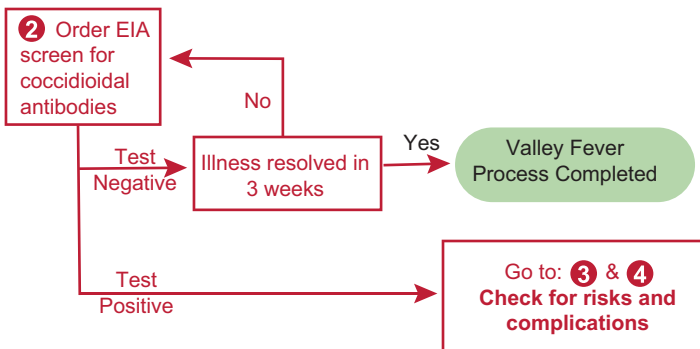 2 Order EIA
screen for
coccidioidal
antibodies
No
Test
Negative
Illness resolved in
3 weeks
Yes
Valley Fever
Process Completed
Test
Positive
Go to: 3 & 4
Check for risks and
complications